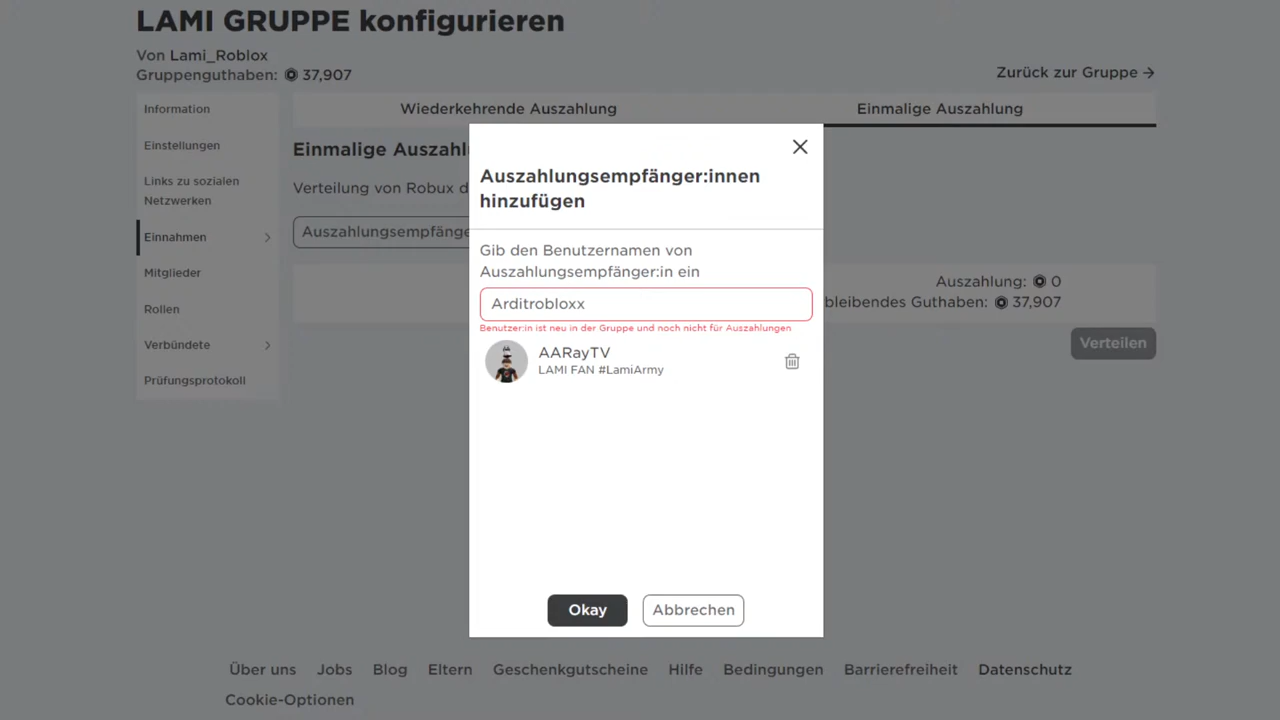 LAMI GRUPPE konfigurieren
Von Lami_Roblox
Gruppenguthaben: 37,907
Zurück zur Gruppe →
Information
Einstellungen
Links zu sozialen
Netzwerken
Einnahmen
Mitglieder
Rollen
Verbündete
Prüfungsprotokoll
Wiederkehrende Auszahlung
Einmalige Auszahlung
Einmalige Auszahl
Verteilung von Robux d
Auszahlungsempfänge
Auszahlung: 0
bleibendes Guthaben: 37,907
Verteilen
Auszahlungsempfänger:innen
hinzufügen
Gib den Benutzernamen von
Auszahlungsempfänger:in ein
Arditrobloxx
Benutzer:in ist neu in der Gruppe und noch nicht für Auszahlungen
AARayTV
LAMI FAN #LamiArmy
Okay
Abbrechen
Über uns Jobs Blog Eltern Geschenkgutscheine Hilfe Bedingungen Barrierefreiheit Datenschutz
Cookie-Optionen